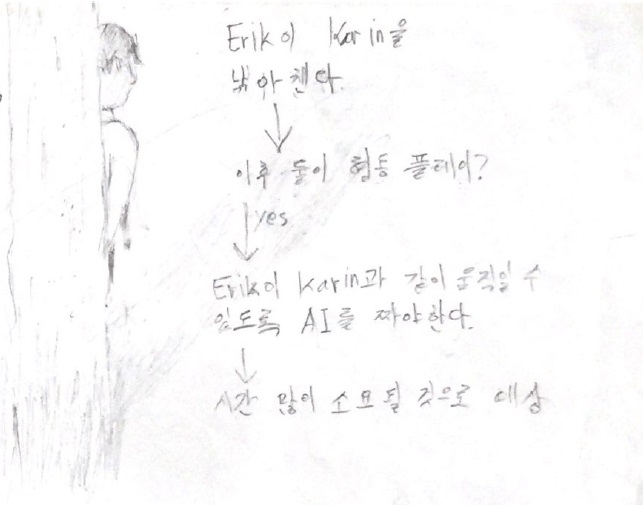 Erik이 Karin을
낚아챈다.
이후 둘이 협동 플레이?
yes
Erik이 Karin과 같이 움직일 수
있도록 AI를 짜야한다.
시간 많이 소요될 것으로 예상